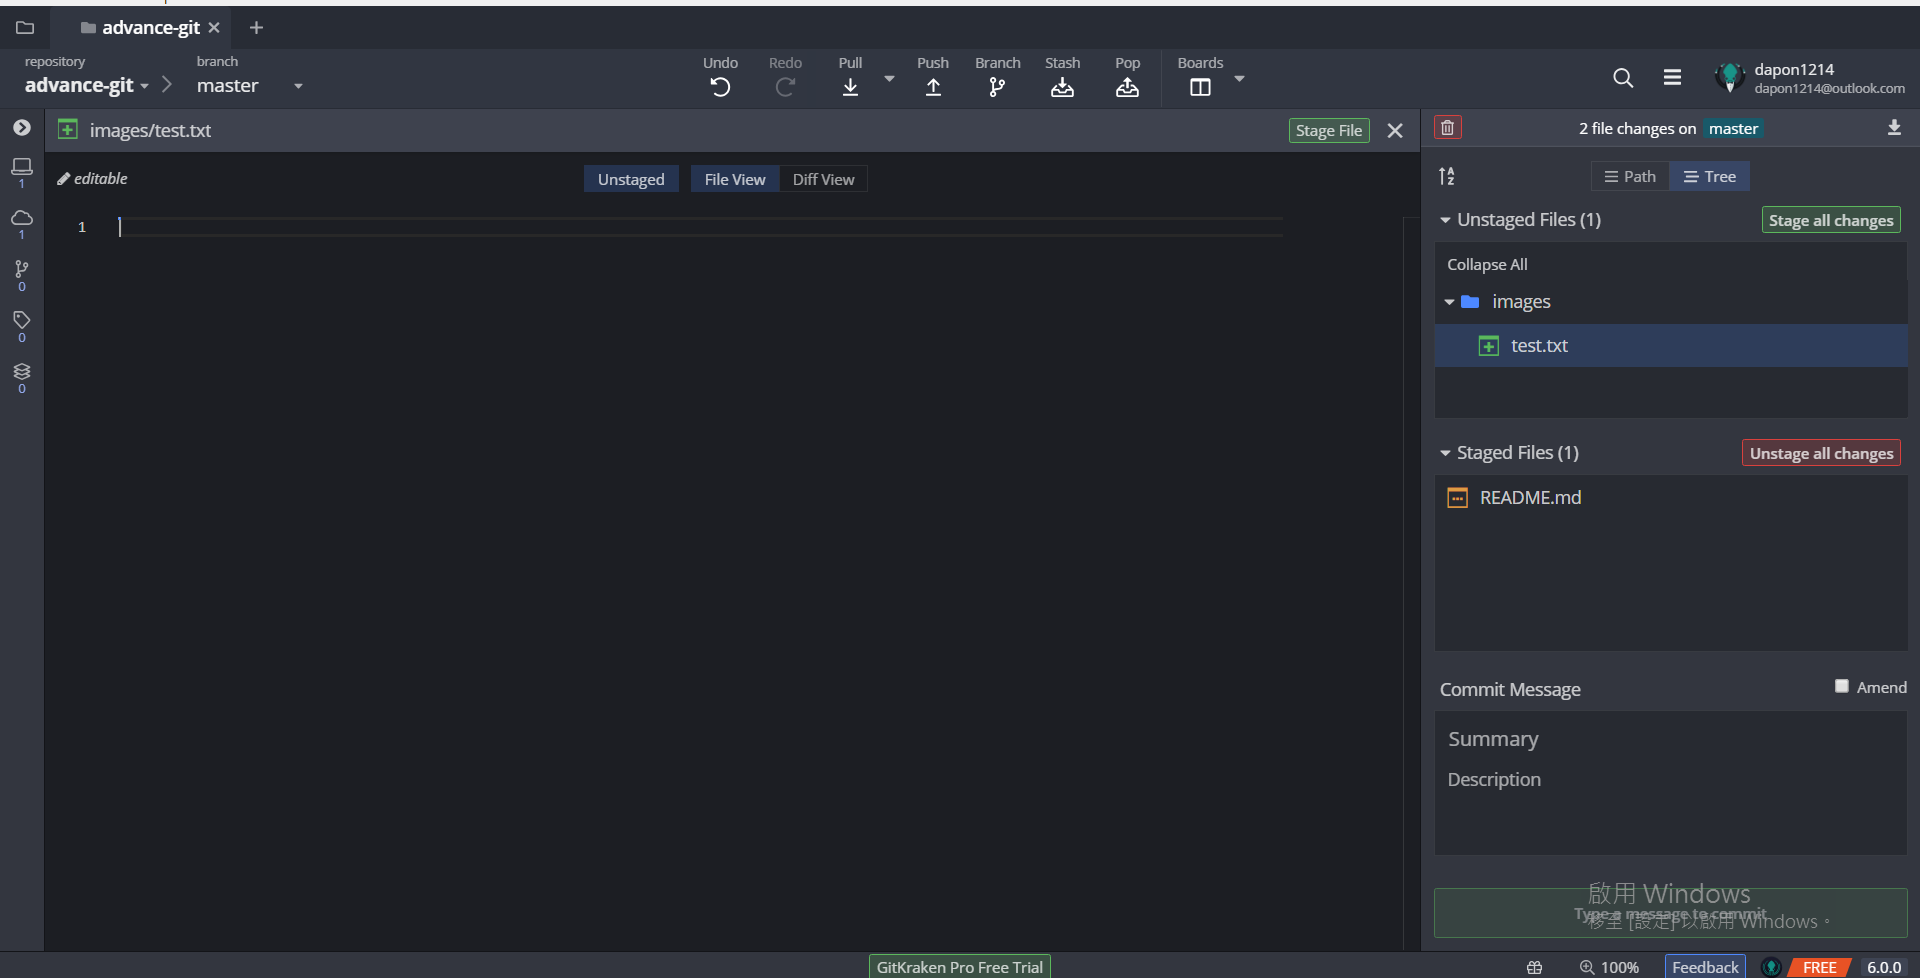 advance-git
repository
advance-git
branch
master
Undo
Redo
Pull
Push
Branch
Stash
Pop
Boards
dapon1214
dapon1214@outlook.com
images/test.txt
Stage File
2 file changes on master
1
1
0
0
0
editable
Unstaged
File View
Diff View
1
Path
Tree
Unstaged Files (1)
Stage all changes
Collapse All
images
test.txt
Staged Files (1)
Unstage all changes
README.md
Commit Message
Amend
Summary
Description
啟用 Windows
Type a message to commit
移至 [設定] 以啟用 Windows。
GitKraken Pro Free Trial
100%
Feedback
FREE
6.0.0